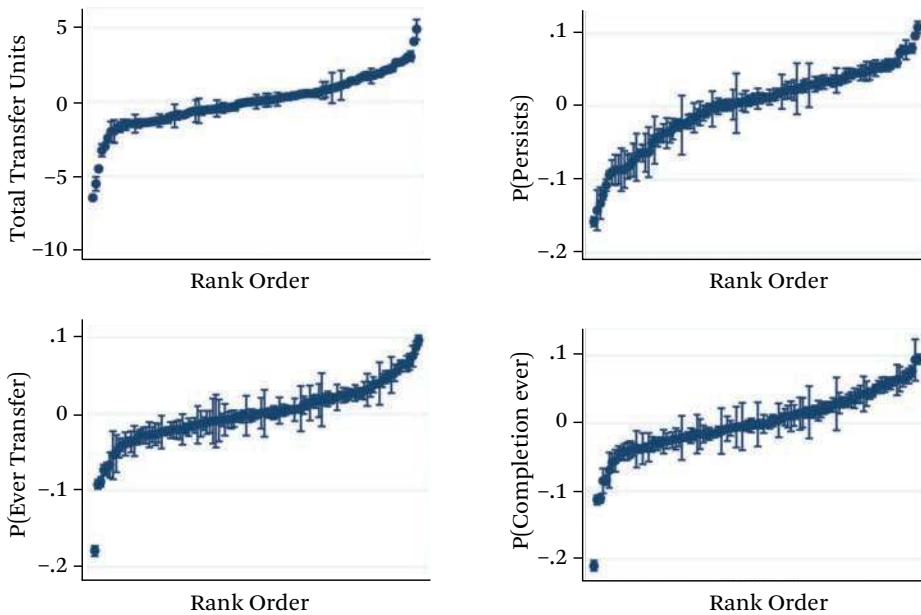 Total Transfer Units
5
0
−5
−10
Rank Order
P(Persists)
.1
0
−.1
−.2
Rank Order
P(Ever Transfer)
.1
0
−.1
−.2
Rank Order
P(Completion ever)
.1
0
−.1
−.2
Rank Order